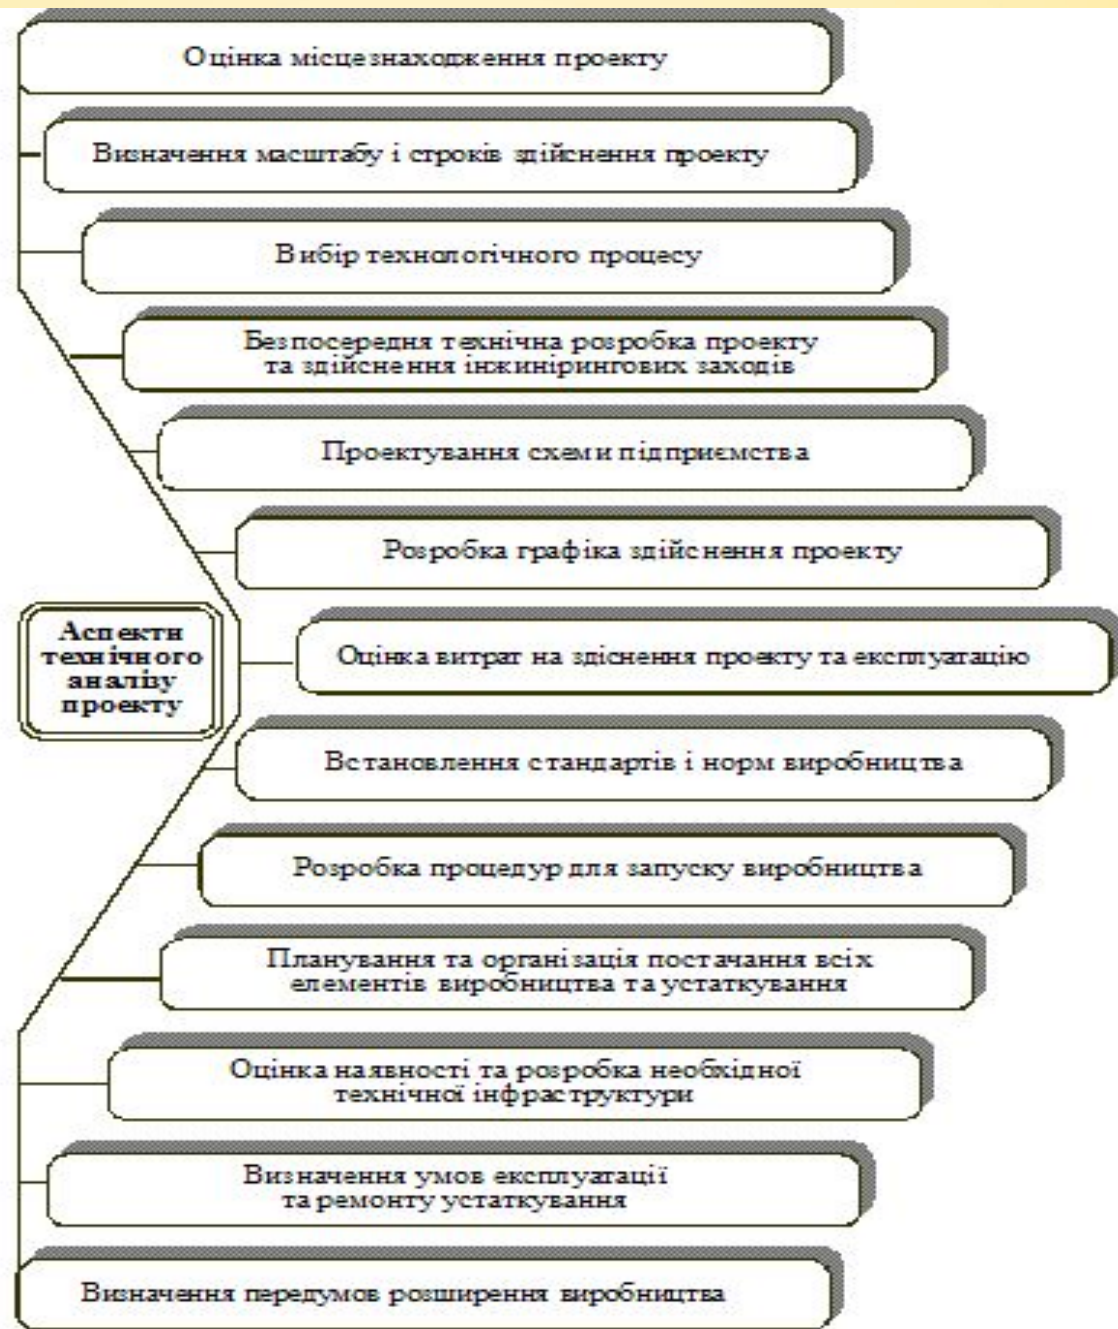 Оцінка місцезнаходження проекту
Визначення масштабу і строків здійснення проекту
Вибір технологічного процесу
Безпосередня технічна розробка проекту
та здійснення інжинірингових заходів
Проектування схеми підприємства
Розробка графіка здійснення проекту
Аспекти
технічного
аналізу
проекту
Оцінка витрат на здіснення проекту та експлуатацію
Встановлення стандартів і норм виробництва
Розробка процедур для запуску виробництва
Планування та організація постачання всіх
елементів виробництва та устаткування
Оцінка наявності та розробка необхідної
технічної інфраструктури
Визначення умов експлуатації
та ремонту устаткування
Визначення передумов розширення виробництва